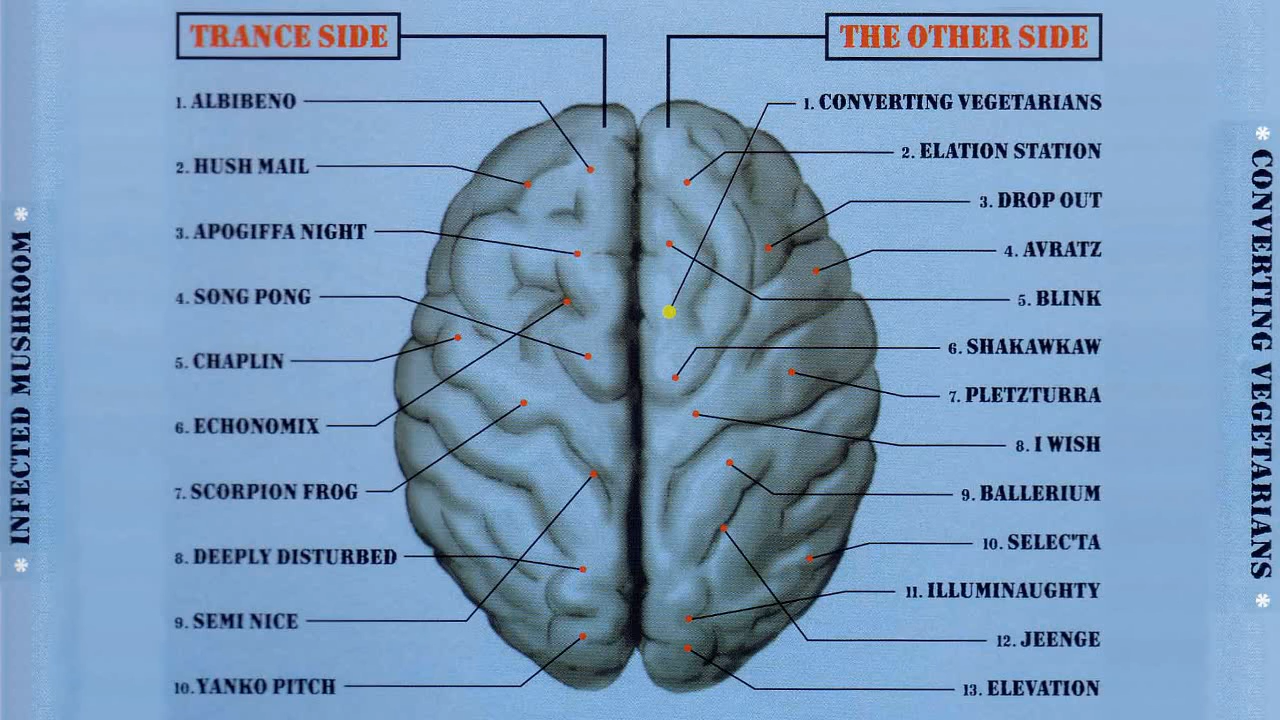 TRANCE SIDE
1. ALBIBENO
2. HUSH MAIL
3. APOGIFFA NIGHT
4. SONG PONG
5. CHAPLIN
6. ECHONOMIX
7. SCORPION FROG
8. DEEPLY DISTURBED
9. SEMI NICE
10. YANKO PITCH
THE OTHER SIDE
1. CONVERTING VEGETARIANS
2. ELATION STATION
3. DROP OUT
4. AVRATZ
5. BLINK
6. SHAKAWKAW
7. PLETZTURRA
8. I WISH
9. BALLERIUM
10. SELECTA
11. ILLUMINAUGHTY
12. JEENGE
13. ELEVATION
* INFECTED MUSHROOM *
* CONVERTING VEGETARIANS *